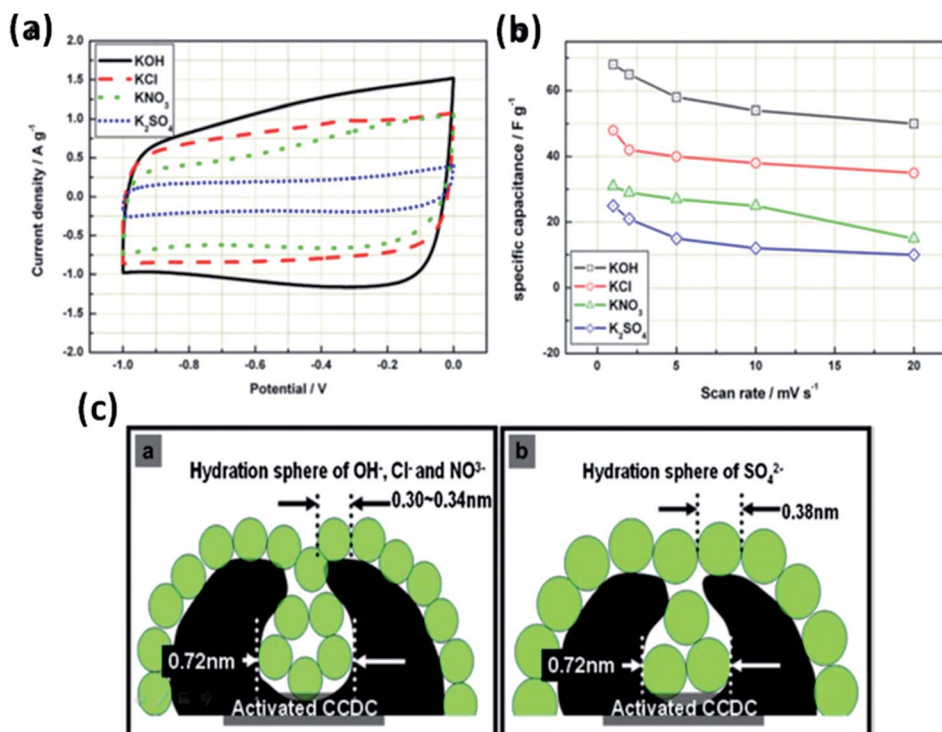 (a)
2.0
1.5
1.0
0.5
0.0
-0.5
-1.0
-1.5
2.0
Current density / A g⁻¹
KOH
KCl
KNO₃
K₂SO₄
-1.0 -0.8 -0.6 -0.4 -0.2 0.0
Potential / V
(b)
60
40
20
0
-20
specific capacitance / F g⁻¹
KOH
KCl
KNO₃
K₂SO₄
0 5 10 15 20
Scan rate / mV s⁻¹
(c)
a
Hydration sphere of OH⁻, Cl⁻ and NO³⁻
0.30~0.34nm
0.72nm
Activated CCDC
b
Hydration sphere of SO₄²⁻
0.38nm
0.72nm
Activated CCDC